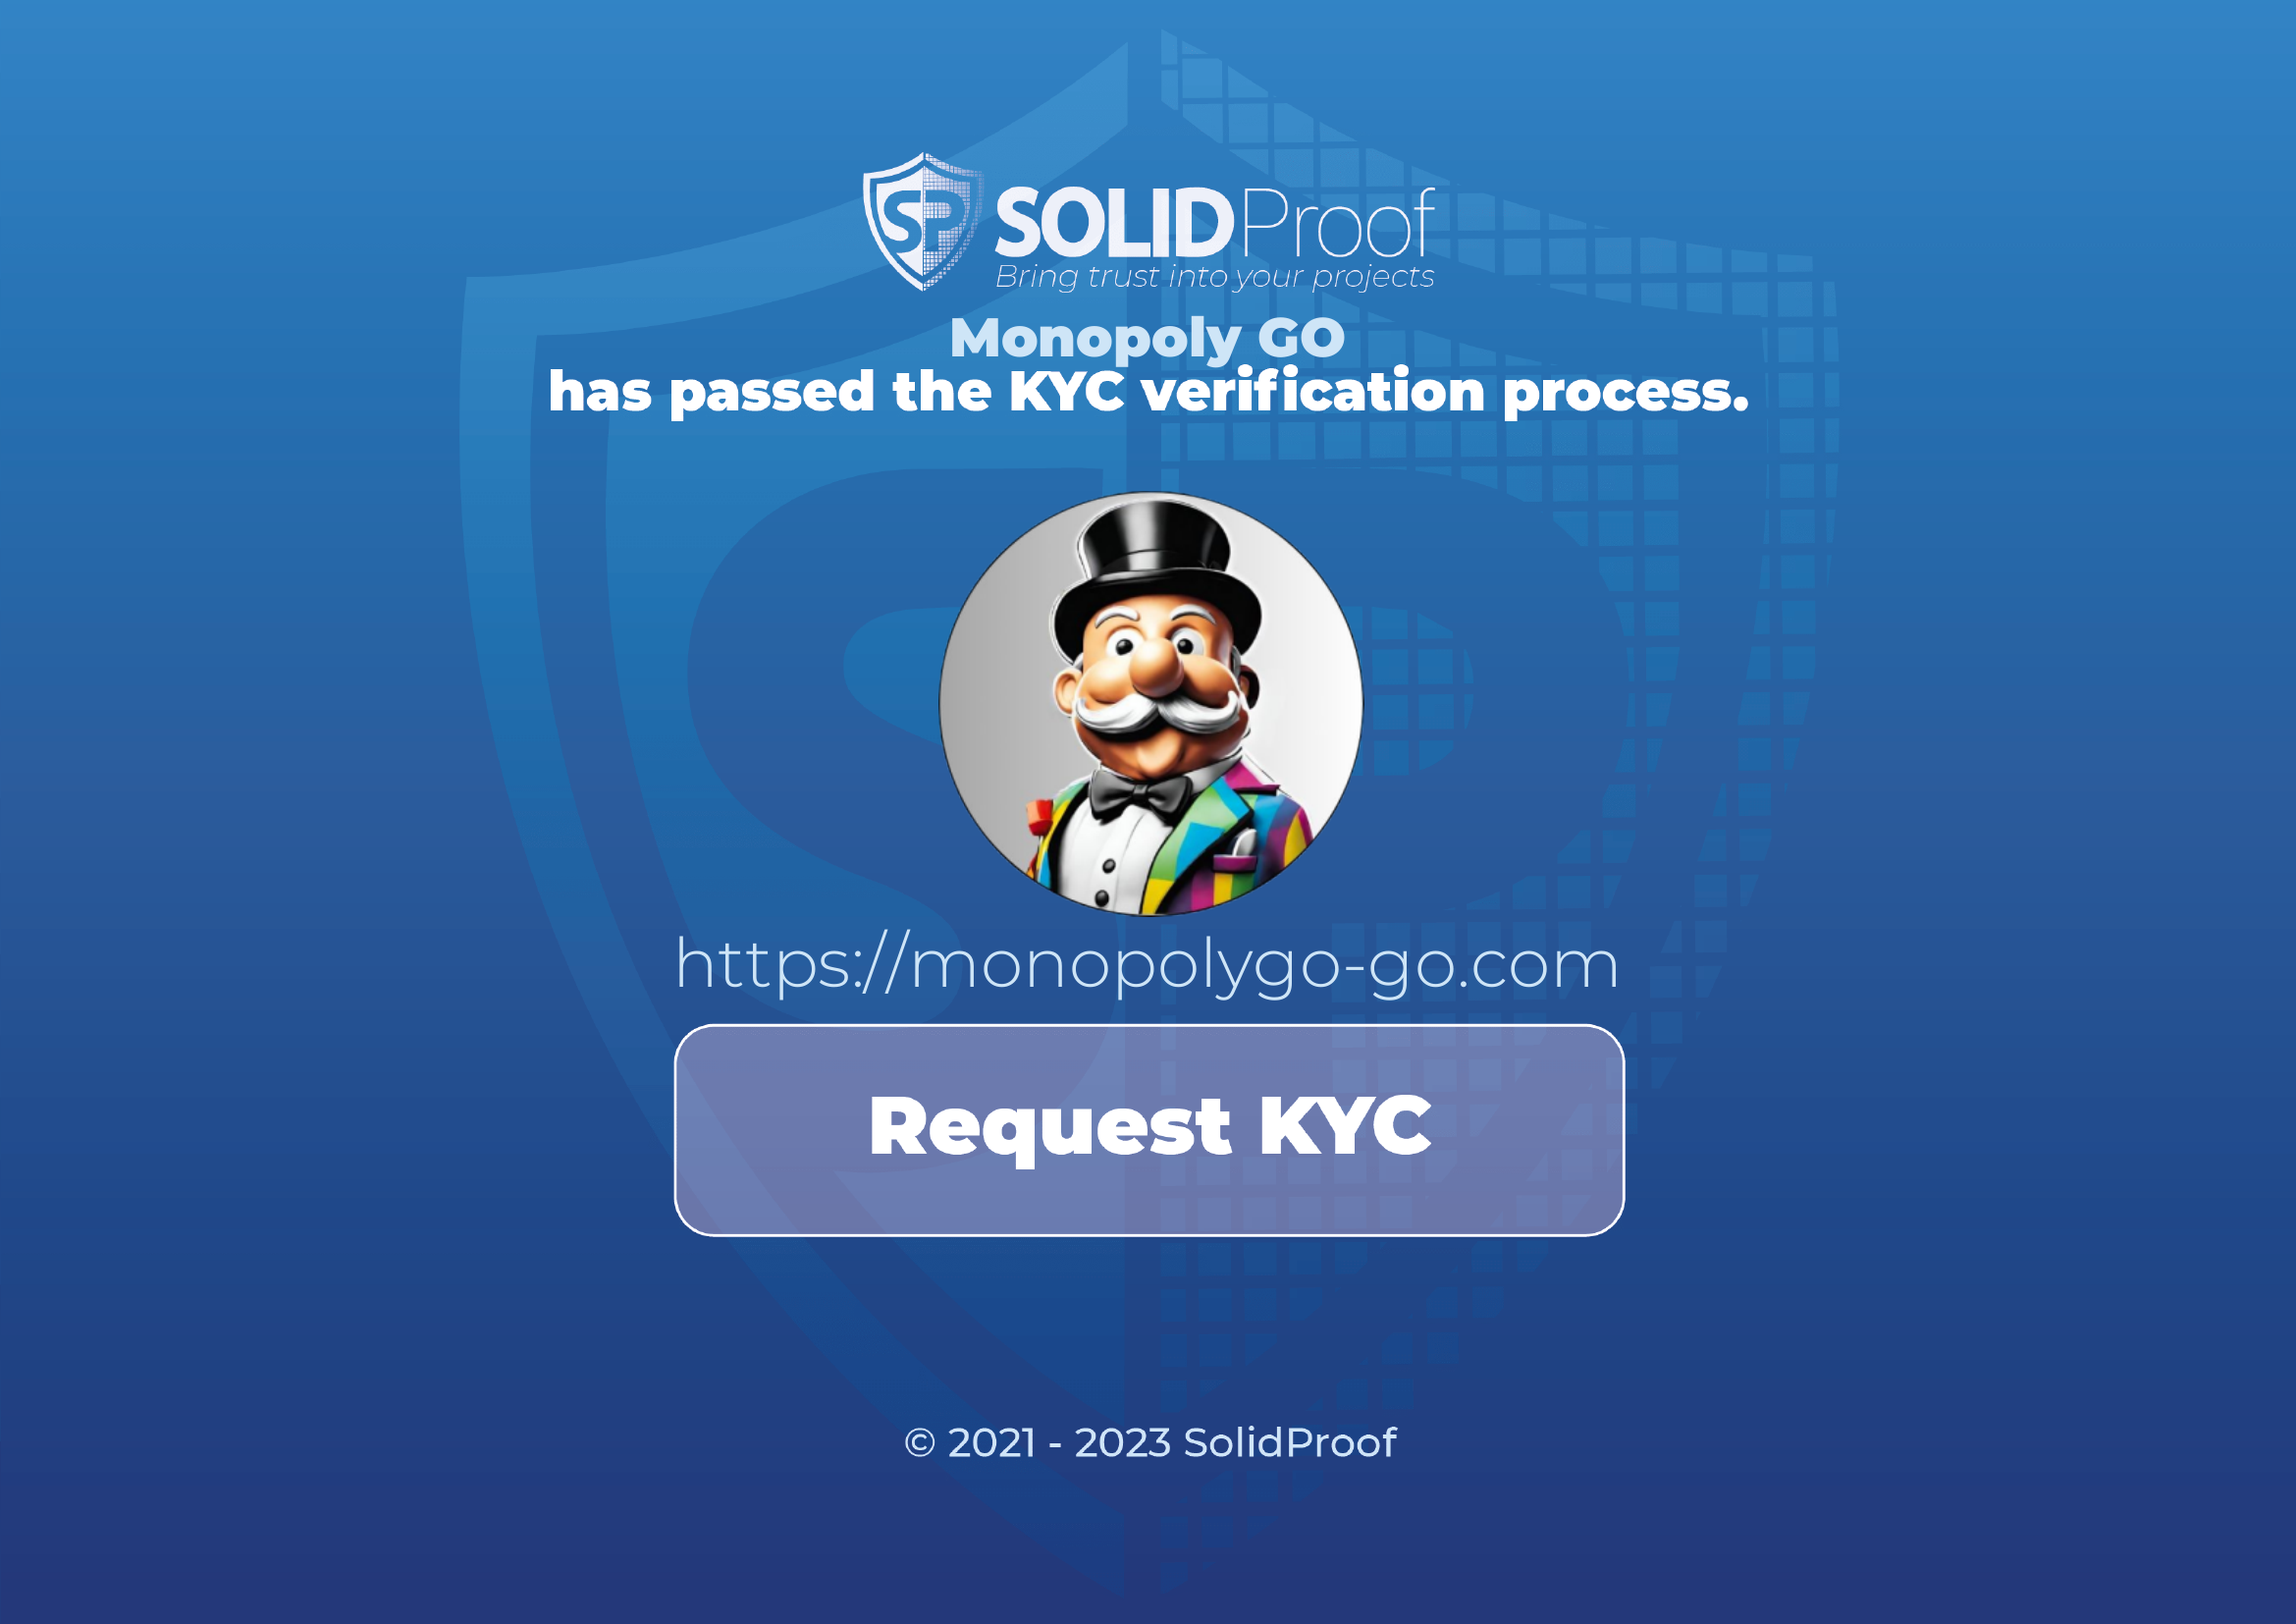 SP SOLIDProof
Bring trust into your projects
Monopoly GO
has passed the KYC verification process.
https://monopolygo-go.com
Request KYC
© 2021 - 2023 SolidProof